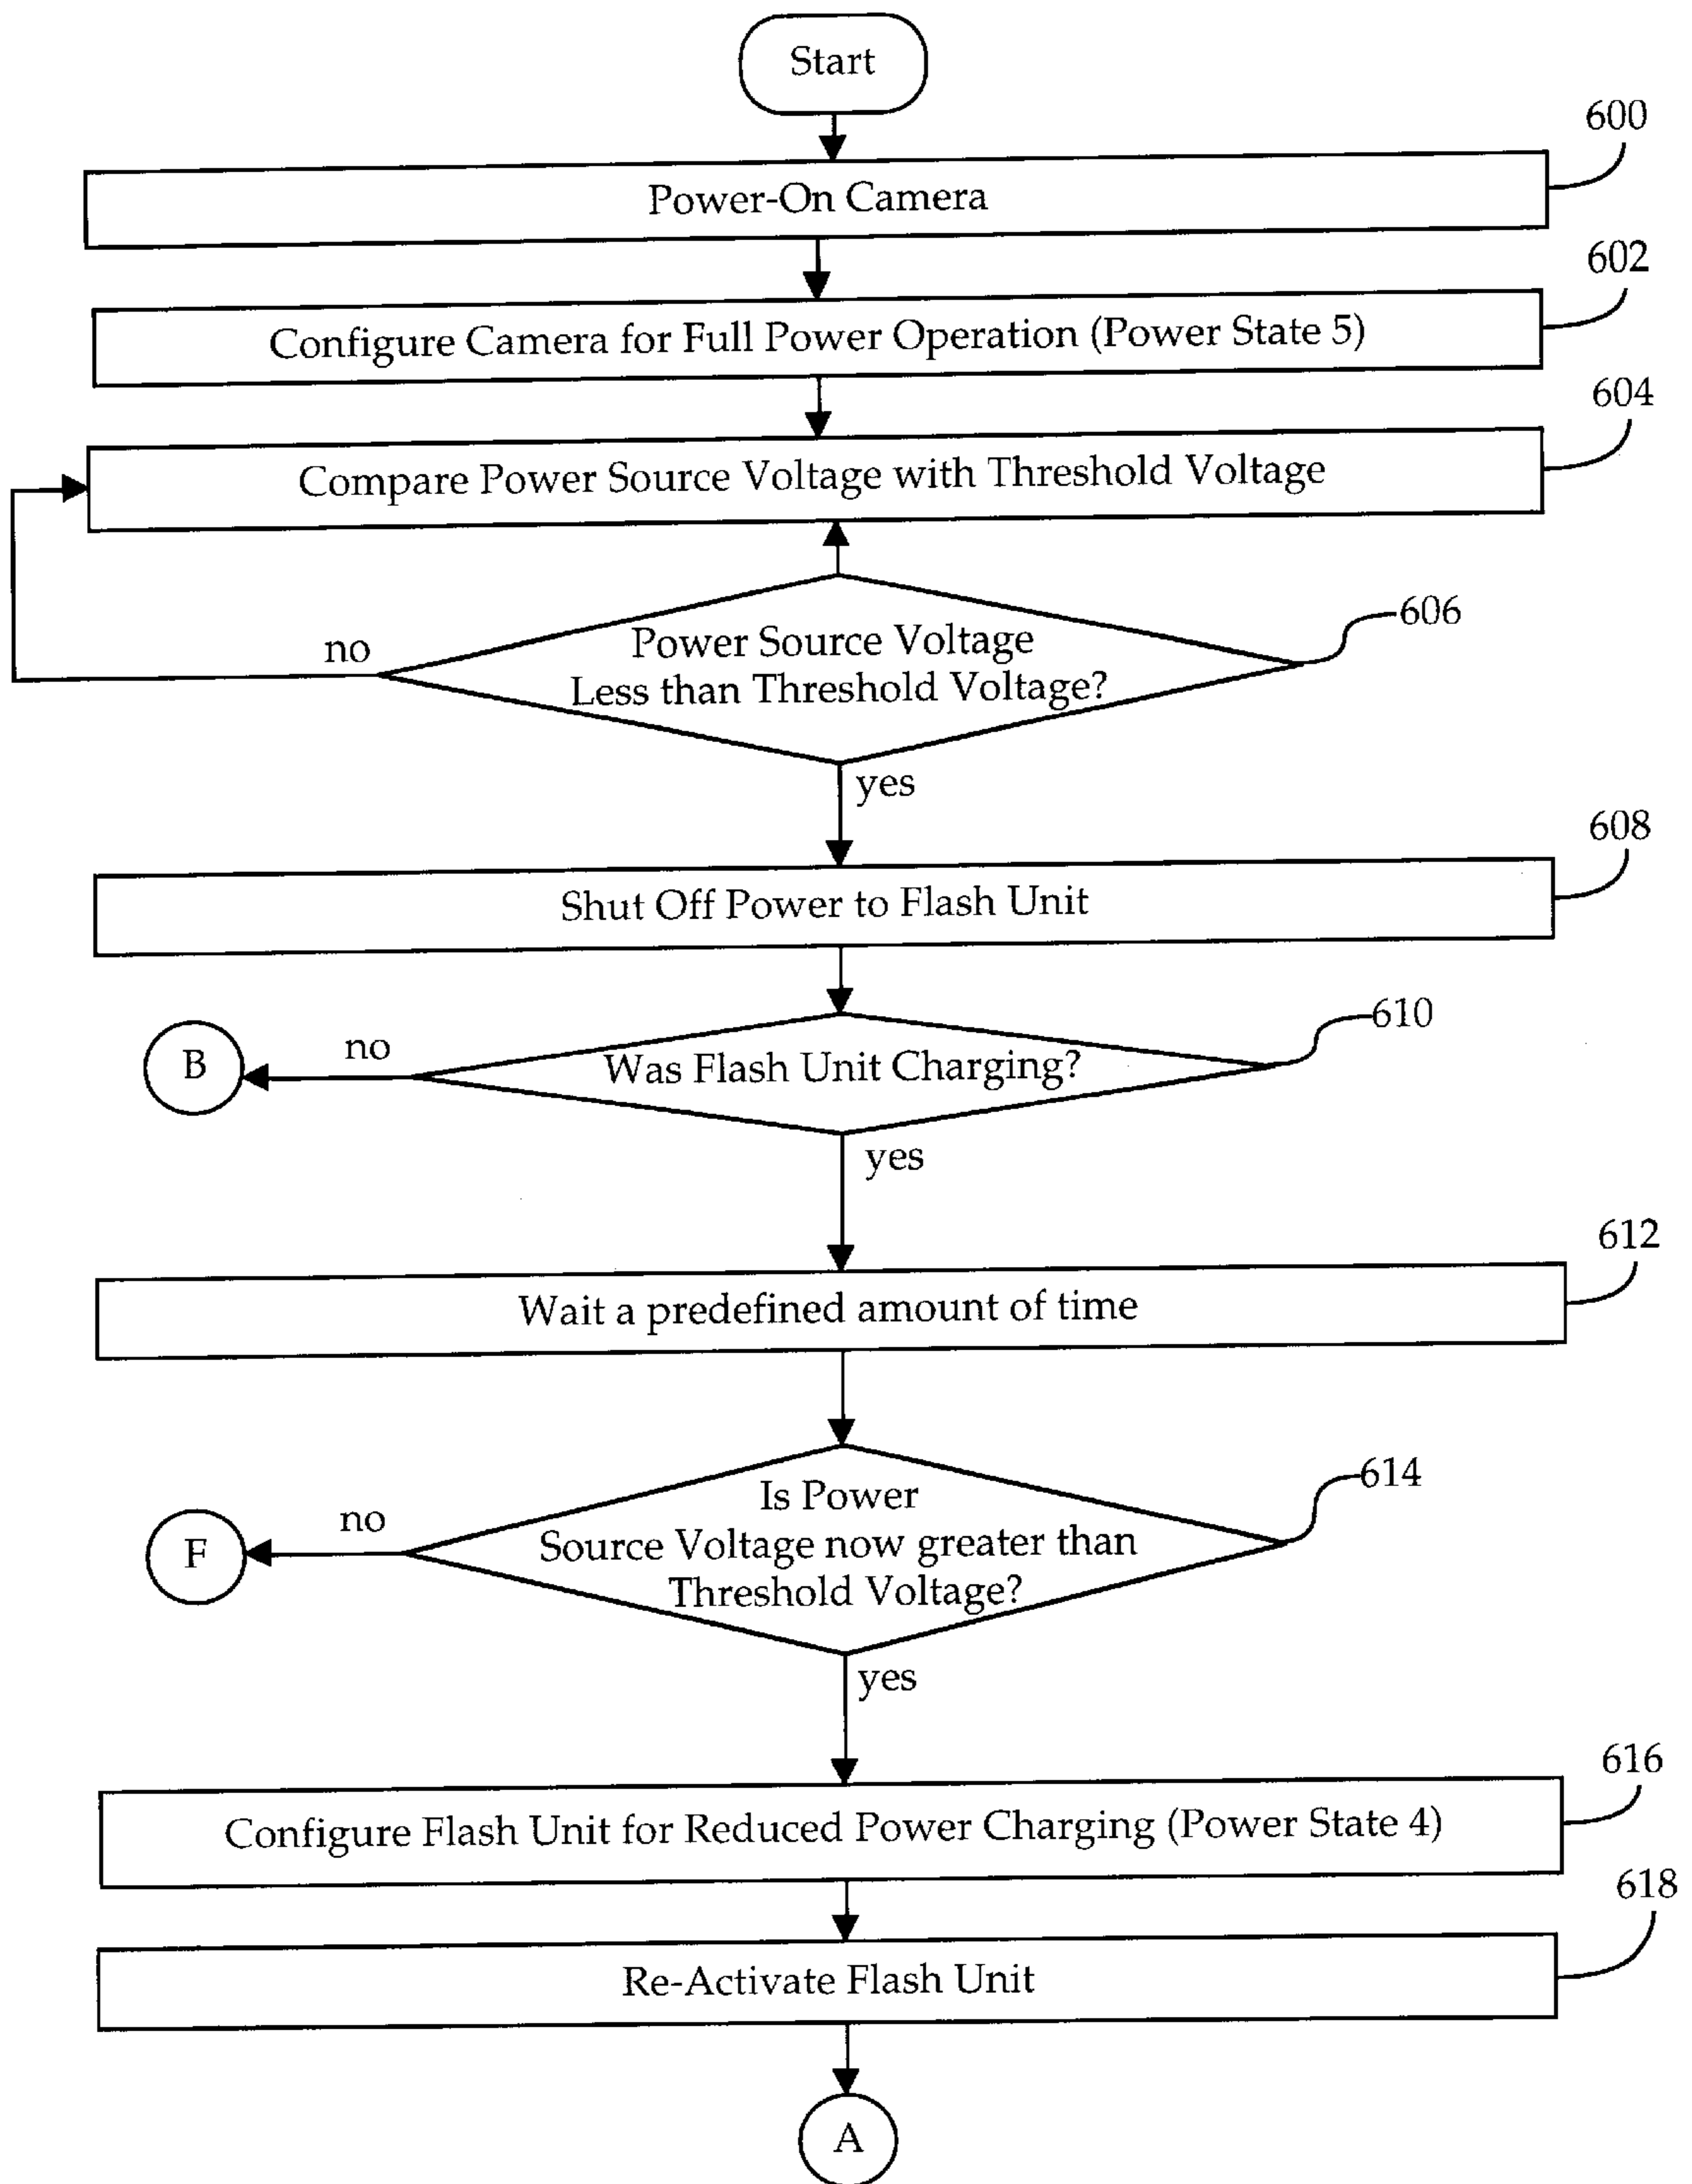 Start
600
Power-On Camera
602
Configure Camera for Full Power Operation (Power State 5)
604
Compare Power Source Voltage with Threshold Voltage
606
no
Power Source Voltage
Less than Threshold Voltage?
yes
608
Shut Off Power to Flash Unit
610
B
no
Was Flash Unit Charging?
yes
612
Wait a predefined amount of time
614
Is Power
F
no
Source Voltage now greater than
Threshold Voltage?
yes
616
Configure Flash Unit for Reduced Power Charging (Power State 4)
618
Re-Activate Flash Unit
A